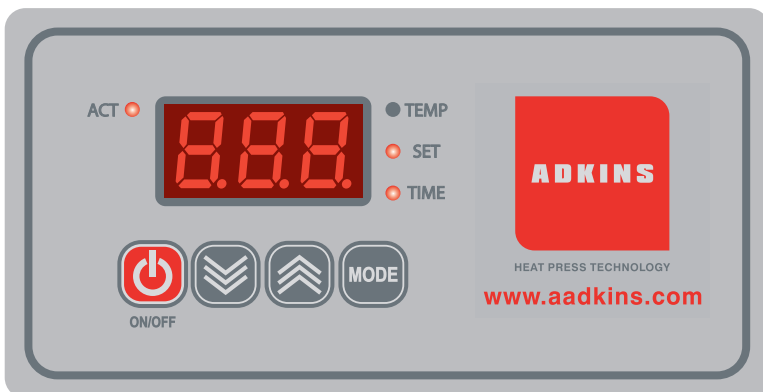 ACT
8.8.8.
TEMP
SET
TIME
MODE
ON/OFF
ADKINS
HEAT PRESS TECHNOLOGY
www.aadkins.com